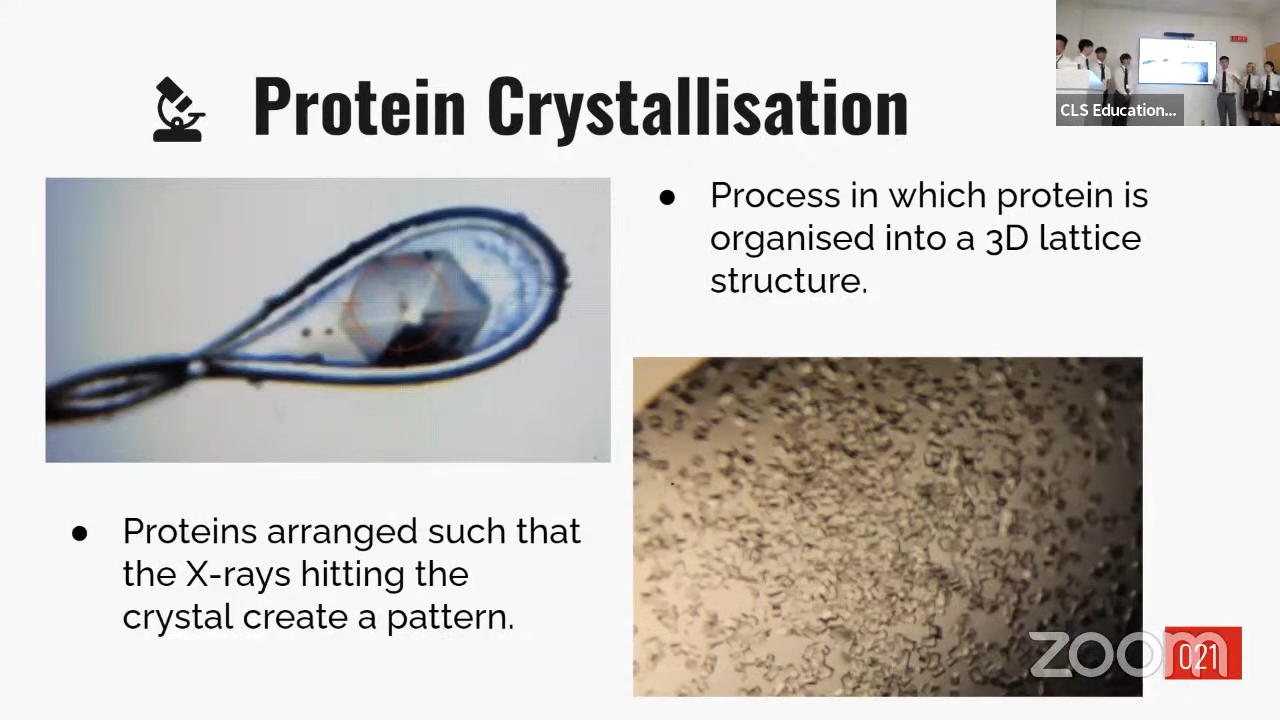 Protein Crystallisation
CLS Education...
● Process in which protein is
organised into a 3D lattice
structure.
● Proteins arranged such that
the X-rays hitting the
crystal create a pattern.
zoom
021